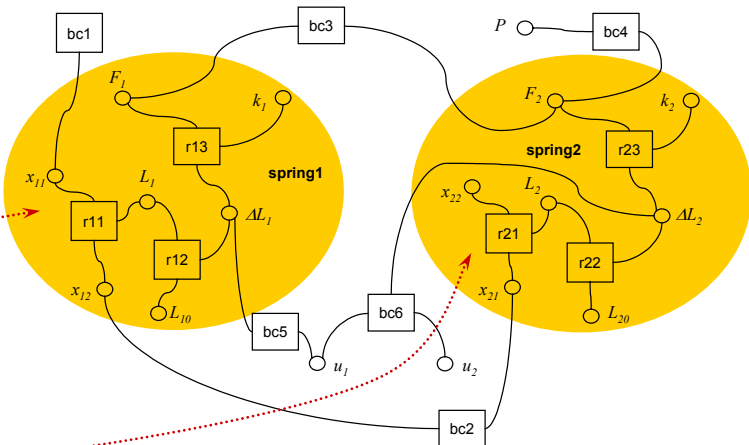 bc1
bc3
P
bc4
F₁
k₁
F₂
k₂
r13
r23
spring1
spring2
x₁₁
L₁
x₂₂
L₂
ΔL₁
ΔL₂
r11
r21
r12
r22
x₁₂
x₂₁
L₁₀
L₂₀
bc5
bc6
u₁
u₂
bc2